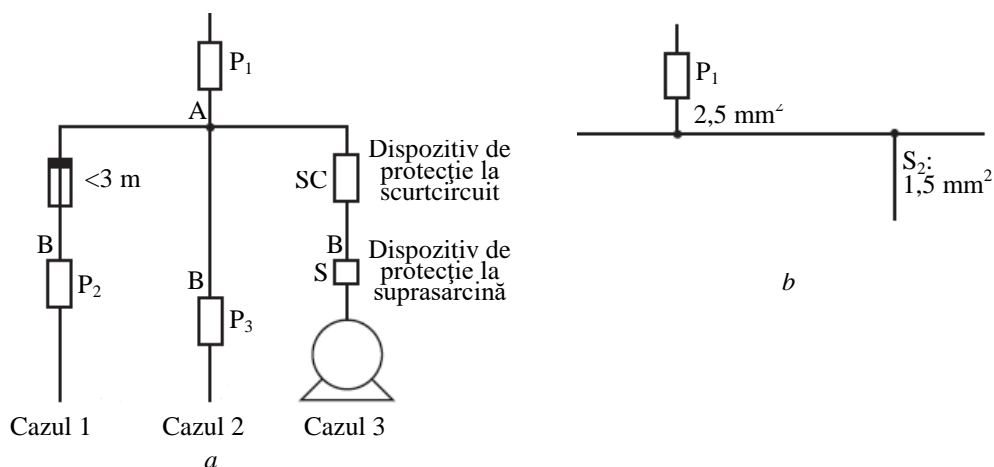 P₁
A
<3 m
B
P₂
B
P₃
SC
Dispozitiv de
protecţie la
scurtcircuit
B
S
Dispozitiv de
protecţie la
suprasarcină
Cazul 1
Cazul 2
Cazul 3
a
P₁
2,5 mm²
S₂:
1,5 mm²
b